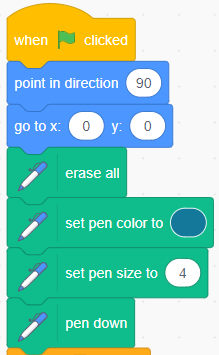 when clicked
point in direction 90
go to x: 0 y: 0
erase all
set pen color to
set pen size to 4
pen down